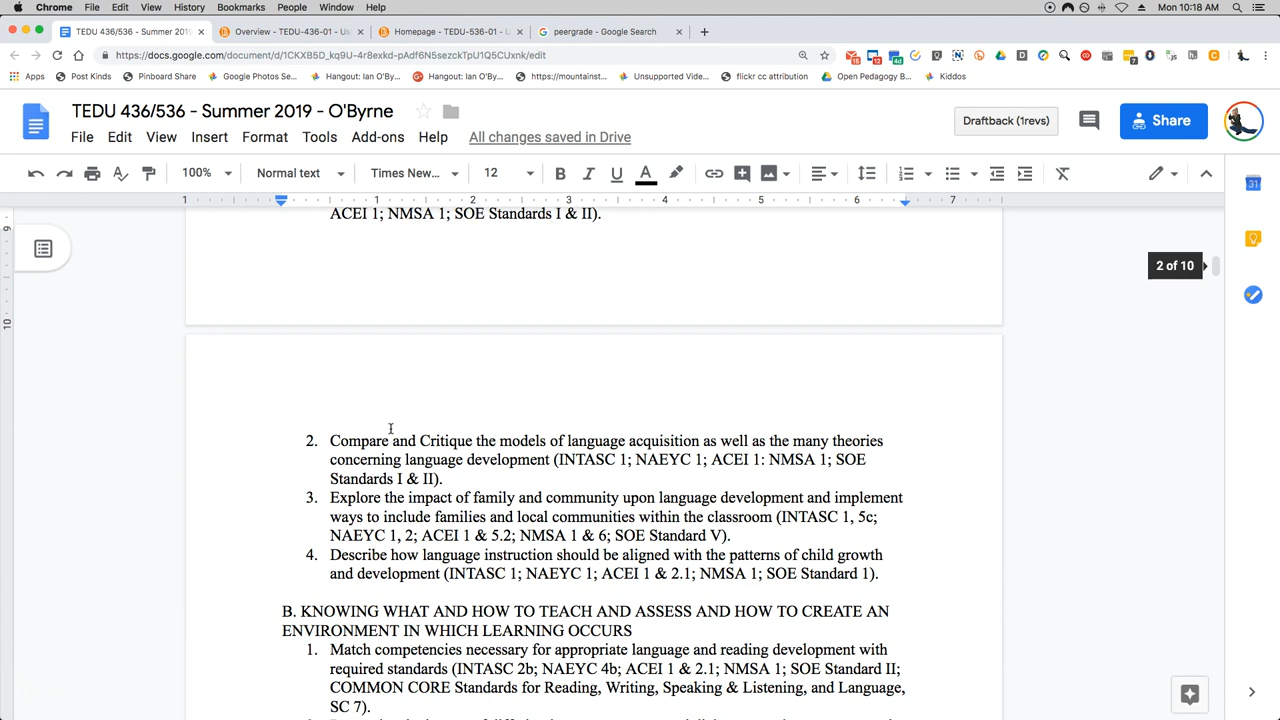 Chrome File Edit View History Bookmarks People Window Help Mon 10:18 AM
TEDU 436/536 - Summer 2019 - × Overview - TEDU-436-01 - Us × Homepage - TEDU-536-01 - U × peergrade - Google Search ×
https://docs.google.com/document/d/1CKXB5D_kq9U-4r8exkd-pAdf6N5sezckTpU1Q5CUxnk/edit
Apps Post Kinds Pinboard Share Google Photos Se... Hangout: Ian O'By... Hangout: Ian O'By... https://mountainst... Unsupported Vide... flickr cc attribution Open Pedagogy B... Kiddos
TEDU 436/536 - Summer 2019 - O'Byrne
Draftback (1revs) Share
File Edit View Insert Format Tools Add-ons Help All changes saved in Drive
100% Normal text Times New... 12 B I U A
1 1 2 3 4 5 6 7
ACEI 1; NMSA 1; SOE Standards I & II).
9
10
2 of 10
31
2. Compare and Critique the models of language acquisition as well as the many theories
concerning language development (INTASC 1; NAEYC 1; ACEI 1: NMSA 1; SOE
Standards I & II).
3. Explore the impact of family and community upon language development and implement
ways to include families and local communities within the classroom (INTASC 1, 5c;
NAEYC 1, 2; ACEI 1 & 5.2; NMSA 1 & 6; SOE Standard V).
4. Describe how language instruction should be aligned with the patterns of child growth
and development (INTASC 1; NAEYC 1; ACEI 1 & 2.1; NMSA 1; SOE Standard 1).
B. KNOWING WHAT AND HOW TO TEACH AND ASSESS AND HOW TO CREATE AN
ENVIRONMENT IN WHICH LEARNING OCCURS
1. Match competencies necessary for appropriate language and reading development with
required standards (INTASC 2b; NAEYC 4b; ACEI 1 & 2.1; NMSA 1; SOE Standard II;
COMMON CORE Standards for Reading, Writing, Speaking & Listening, and Language,
SC 7).